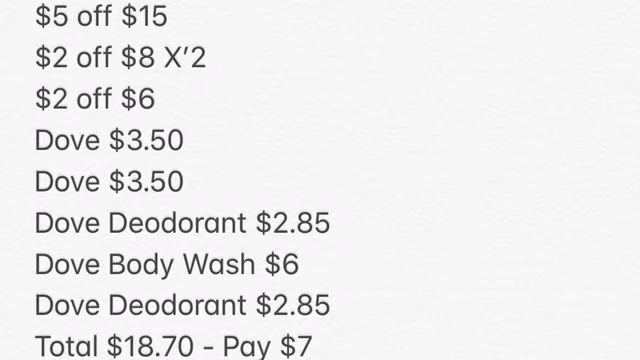 $5 off $15
$2 off $8 X’2
$2 off $6
Dove $3.50
Dove $3.50
Dove Deodorant $2.85
Dove Body Wash $6
Dove Deodorant $2.85
Total $18.70 - Pay $7